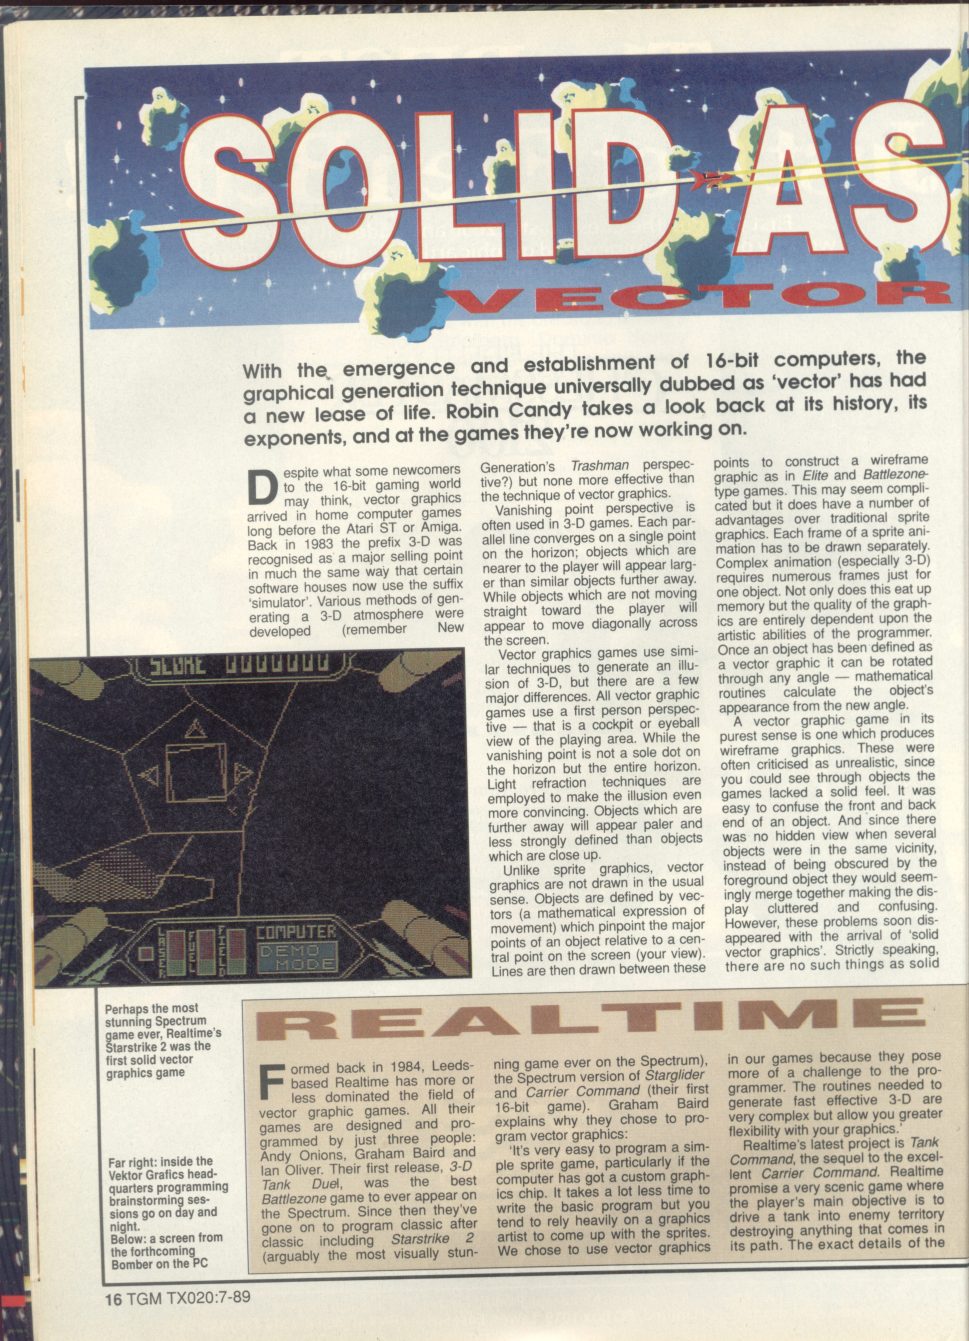 SOLID AS
VECTOR
With the emergence and establishment of 16-bit computers, the
graphical generation technique universally dubbed as 'vector' has had
a new lease of life. Robin Candy takes a look back at its history, its
exponents, and at the games they're now working on.
Despite what some newcomers
to the 16-bit gaming world
may think, vector graphics
arrived in home computer games
long before the Atari ST or Amiga.
Back in 1983 the prefix 3-D was
recognised as a major selling point
in much the same way that certain
software houses now use the suffix
'simulator'. Various methods of gen-
erating a 3-D atmosphere were
developed (remember New
Generation's Trashman perspec-
tive?) but none more effective than
the technique of vector graphics.
Vanishing point perspective is
often used in 3-D games. Each par-
allel line converges on a single point
on the horizon; objects which are
nearer to the player will appear larg-
er than similar objects further away.
While objects which are not moving
straight toward the player will
appear to move diagonally across
the screen.
Vector graphics games use simi-
lar techniques to generate an illu-
sion of 3-D, but there are a few
major differences. All vector graphic
games use a first person perspec-
tive — that is a cockpit or eyeball
view of the playing area. While the
vanishing point is not a sole dot on
the horizon but the entire horizon.
Light refraction techniques are
employed to make the illusion even
more convincing. Objects which are
further away will appear paler and
less strongly defined than objects
which are close up.
Unlike sprite graphics, vector
graphics are not drawn in the usual
sense. Objects are defined by vec-
tors (a mathematical expression of
movement) which pinpoint the major
points of an object relative to a cen-
tral point on the screen (your view).
Lines are then drawn between these
points to construct a wireframe
graphic as in Elite and Battlezone-
type games. This may seem compli-
cated but it does have a number of
advantages over traditional sprite
graphics. Each frame of a sprite ani-
mation has to be drawn separately.
Complex animation (especially 3-D)
requires numerous frames just for
one object. Not only does this eat up
memory but the quality of the graph-
ics are entirely dependent upon the
artistic abilities of the programmer.
Once an object has been defined as
a vector graphic it can be rotated
through any angle — mathematical
routines calculate the object's
appearance from the new angle.
A vector graphic game in its
purest sense is one which produces
wireframe graphics. These were
often criticised as unrealistic, since
you could see through objects the
games lacked a solid feel. It was
easy to confuse the front and back
end of an object. And since there
was no hidden view when several
objects were in the same vicinity,
instead of being obscured by the
foreground object they would seem-
ingly merge together making the dis-
play cluttered and confusing.
However, these problems soon dis-
appeared with the arrival of 'solid
vector graphics'. Strictly speaking,
there are no such things as solid
SCORE 0000000
LASER
FUEL
FIELD
COMPUTER
DEMO
MODE
Perhaps the most
stunning Spectrum
game ever, Realtime's
Starstrike 2 was the
first solid vector
graphics game
Far right: inside the
Vektor Grafics head-
quarters programming
brainstorming ses-
sions go on day and
night.
Below: a screen from
the forthcoming
Bomber on the PC
REALTIME
Formed back in 1984, Leeds-
based Realtime has more or
less dominated the field of
vector graphic games. All their
games are designed and pro-
grammed by just three people:
Andy Onions, Graham Baird and
Ian Oliver. Their first release, 3-D
Tank Duel, was the best
Battlezone game to ever appear on
the Spectrum. Since then they've
gone on to program classic after
classic including Starstrike 2
(arguably the most visually stun-
ning game ever on the Spectrum),
the Spectrum version of Starglider
and Carrier Command (their first
16-bit game). Graham Baird
explains why they chose to pro-
gram vector graphics:
'It's very easy to program a sim-
ple sprite game, particularly if the
computer has got a custom graph-
ics chip. It takes a lot less time to
write the basic program but you
tend to rely heavily on a graphics
artist to come up with the sprites.
We chose to use vector graphics
in our games because they pose
more of a challenge to the pro-
grammer. The routines needed to
generate fast effective 3-D are
very complex but allow you greater
flexibility with your graphics.'
Realtime's latest project is Tank
Command, the sequel to the excel-
lent Carrier Command. Realtime
promise a very scenic game where
the player's main objective is to
drive a tank into enemy territory
destroying anything that comes in
its path. The exact details of the
16 TGM TX020:7-89